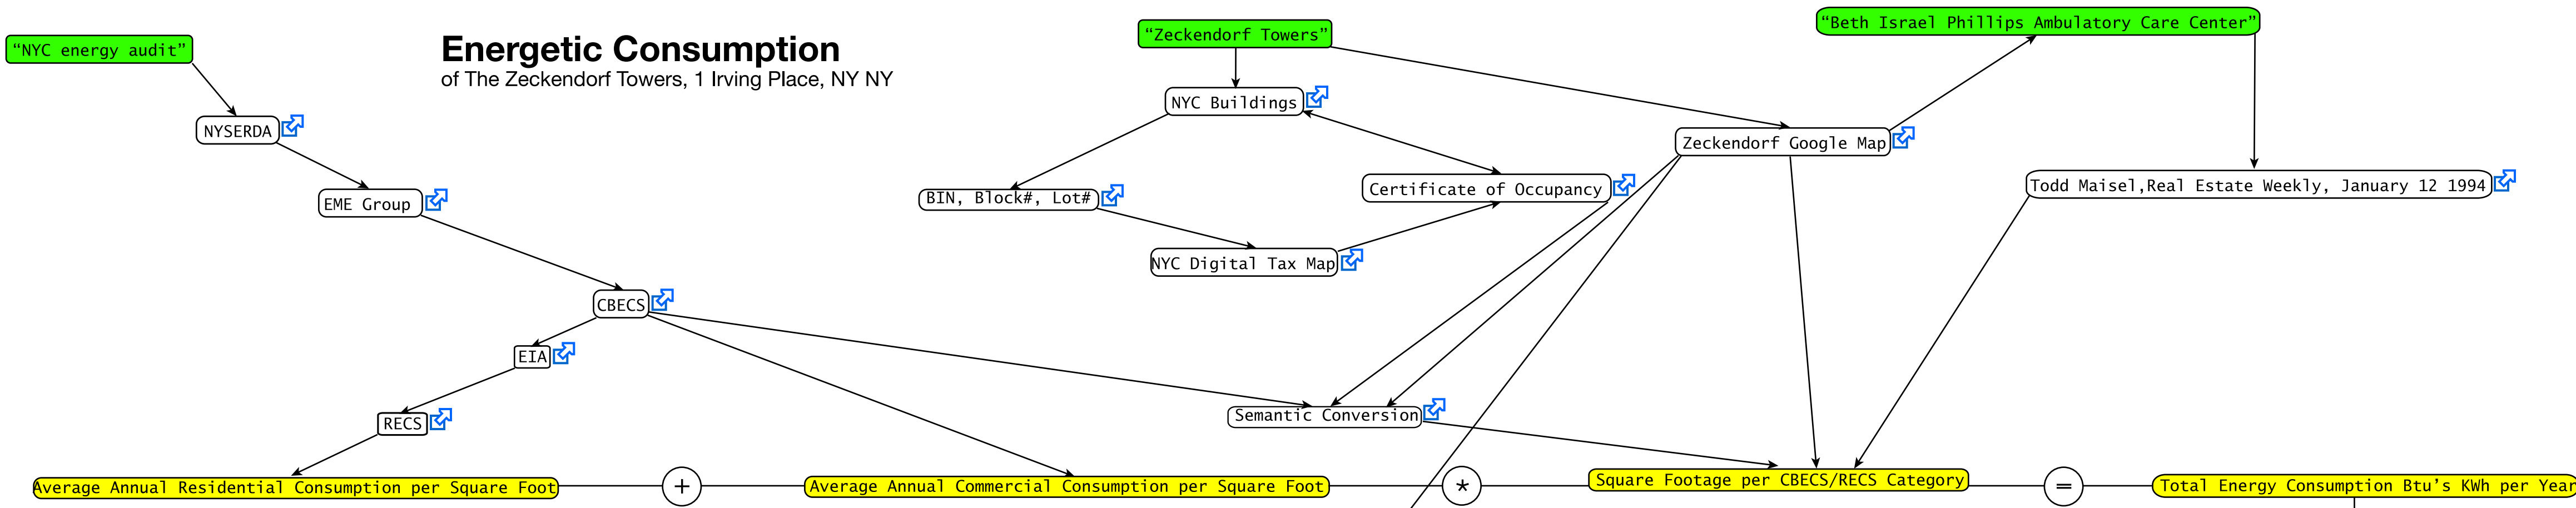 “NYC energy audit”
Energetic Consumption
of The Zeckendorf Towers, 1 Irving Place, NY NY
“Zeckendorf Towers”
“Beth Israel Phillips Ambulatory Care Center”
NYSERDA
NYC Buildings
Zeckendorf Google Map
EME Group
BIN, Block#, Lot#
Certificate of Occupancy
Todd Maisel,Real Estate Weekly, January 12 1994
NYC Digital Tax Map
CBECS
EIA
RECS
Semantic Conversion
Average Annual Residential Consumption per Square Foot
+
Average Annual Commercial Consumption per Square Foot
*
Square Footage per CBECS/RECS Category
=
Total Energy Consumption Btu’s KWh per Year